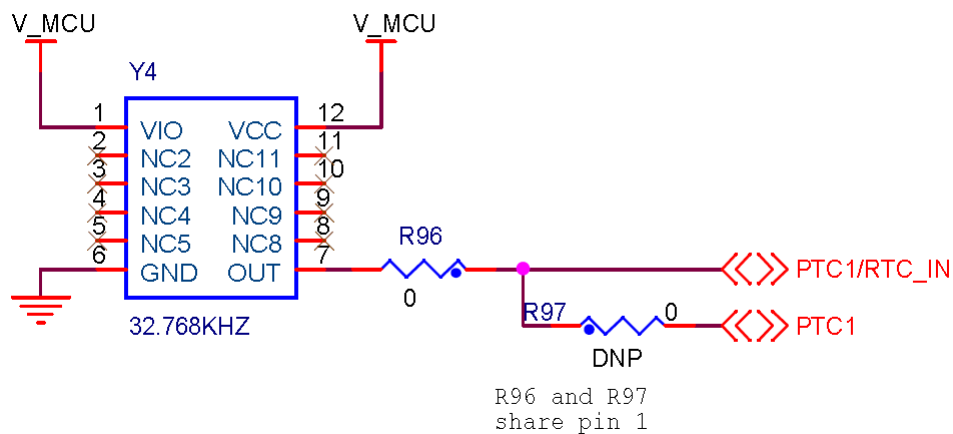 V_MCU V_MCU
Y4
1 VIO VCC 12
2 NC2 NC11 11
3 NC3 NC10 10
4 NC4 NC9 9
5 NC5 NC8 8
6 GND OUT 7
32.768KHZ
R96
0
PTC1/RTC_IN
R97 0
DNP
PTC1
R96 and R97
share pin 1